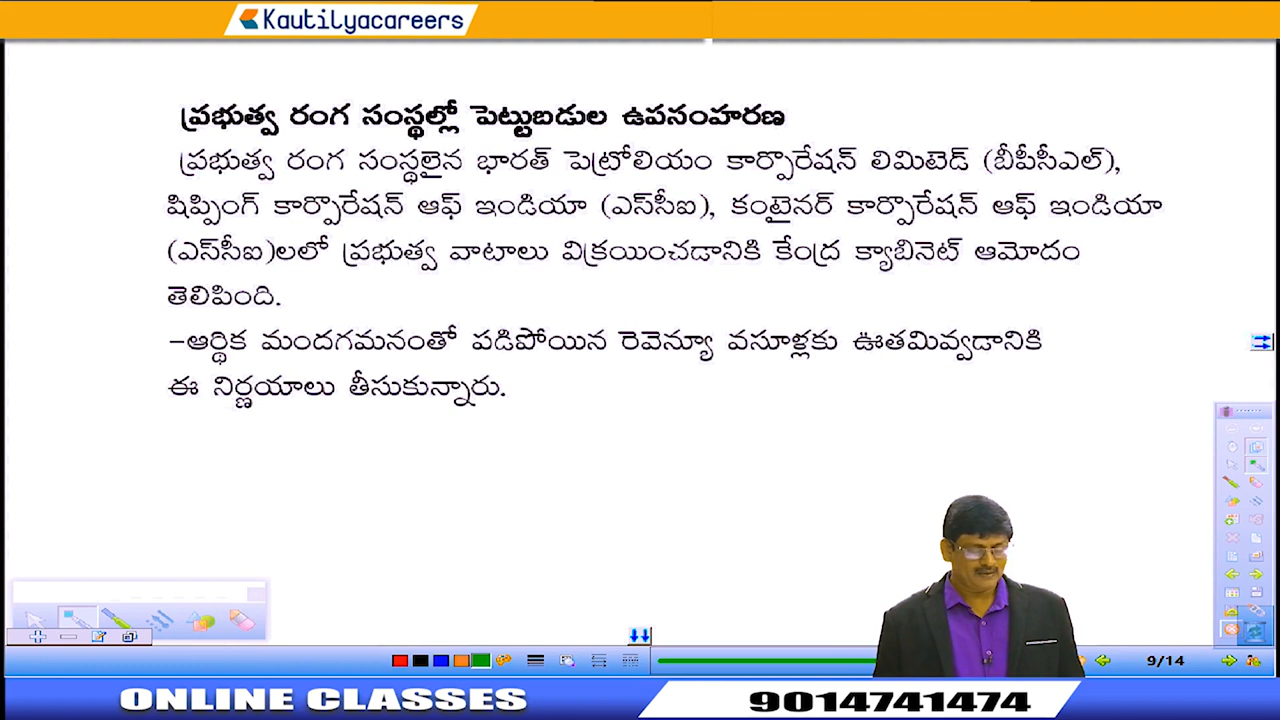 Kautilyacareers
ప్రభుత్వ రంగ సంస్థల్లో పెట్టుబడుల ఉపసంహరణ
ప్రభుత్వ రంగ సంస్థలైన భారత్ పెట్రోలియం కార్పొరేషన్ లిమిటెడ్ (బీపీసీఎల్),
షిప్పింగ్ కార్పొరేషన్ ఆఫ్ ఇండియా (ఎస్‌సీఐ), కంటైనర్ కార్పొరేషన్ ఆఫ్ ఇండియా
(ఎస్‌సీఐ)లలో ప్రభుత్వ వాటాలు విక్రయించడానికి కేంద్ర క్యాబినెట్ ఆమోదం
తెలిపింది.
-ఆర్థిక మందగమనంతో పడిపోయిన రెవెన్యూ వసూళ్లకు ఊతమివ్వడానికి
ఈ నిర్ణయాలు తీసుకున్నారు.
9/14
ONLINE CLASSES
9014741474